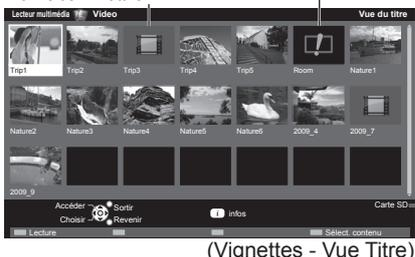 Lecteur multimédia Video Vue du titre
Trip1 Trip2 Trip3 Trip4 Trip5 Room Nature1
Nature2 Nature3 Nature4 Nature5 Nature6 2009_4 2009_7
2009_9
Accéder Sortir
Choisir Revenir
i infos
Carte SD
Lecture Sélect. contenu
(Vignettes - Vue Titre)